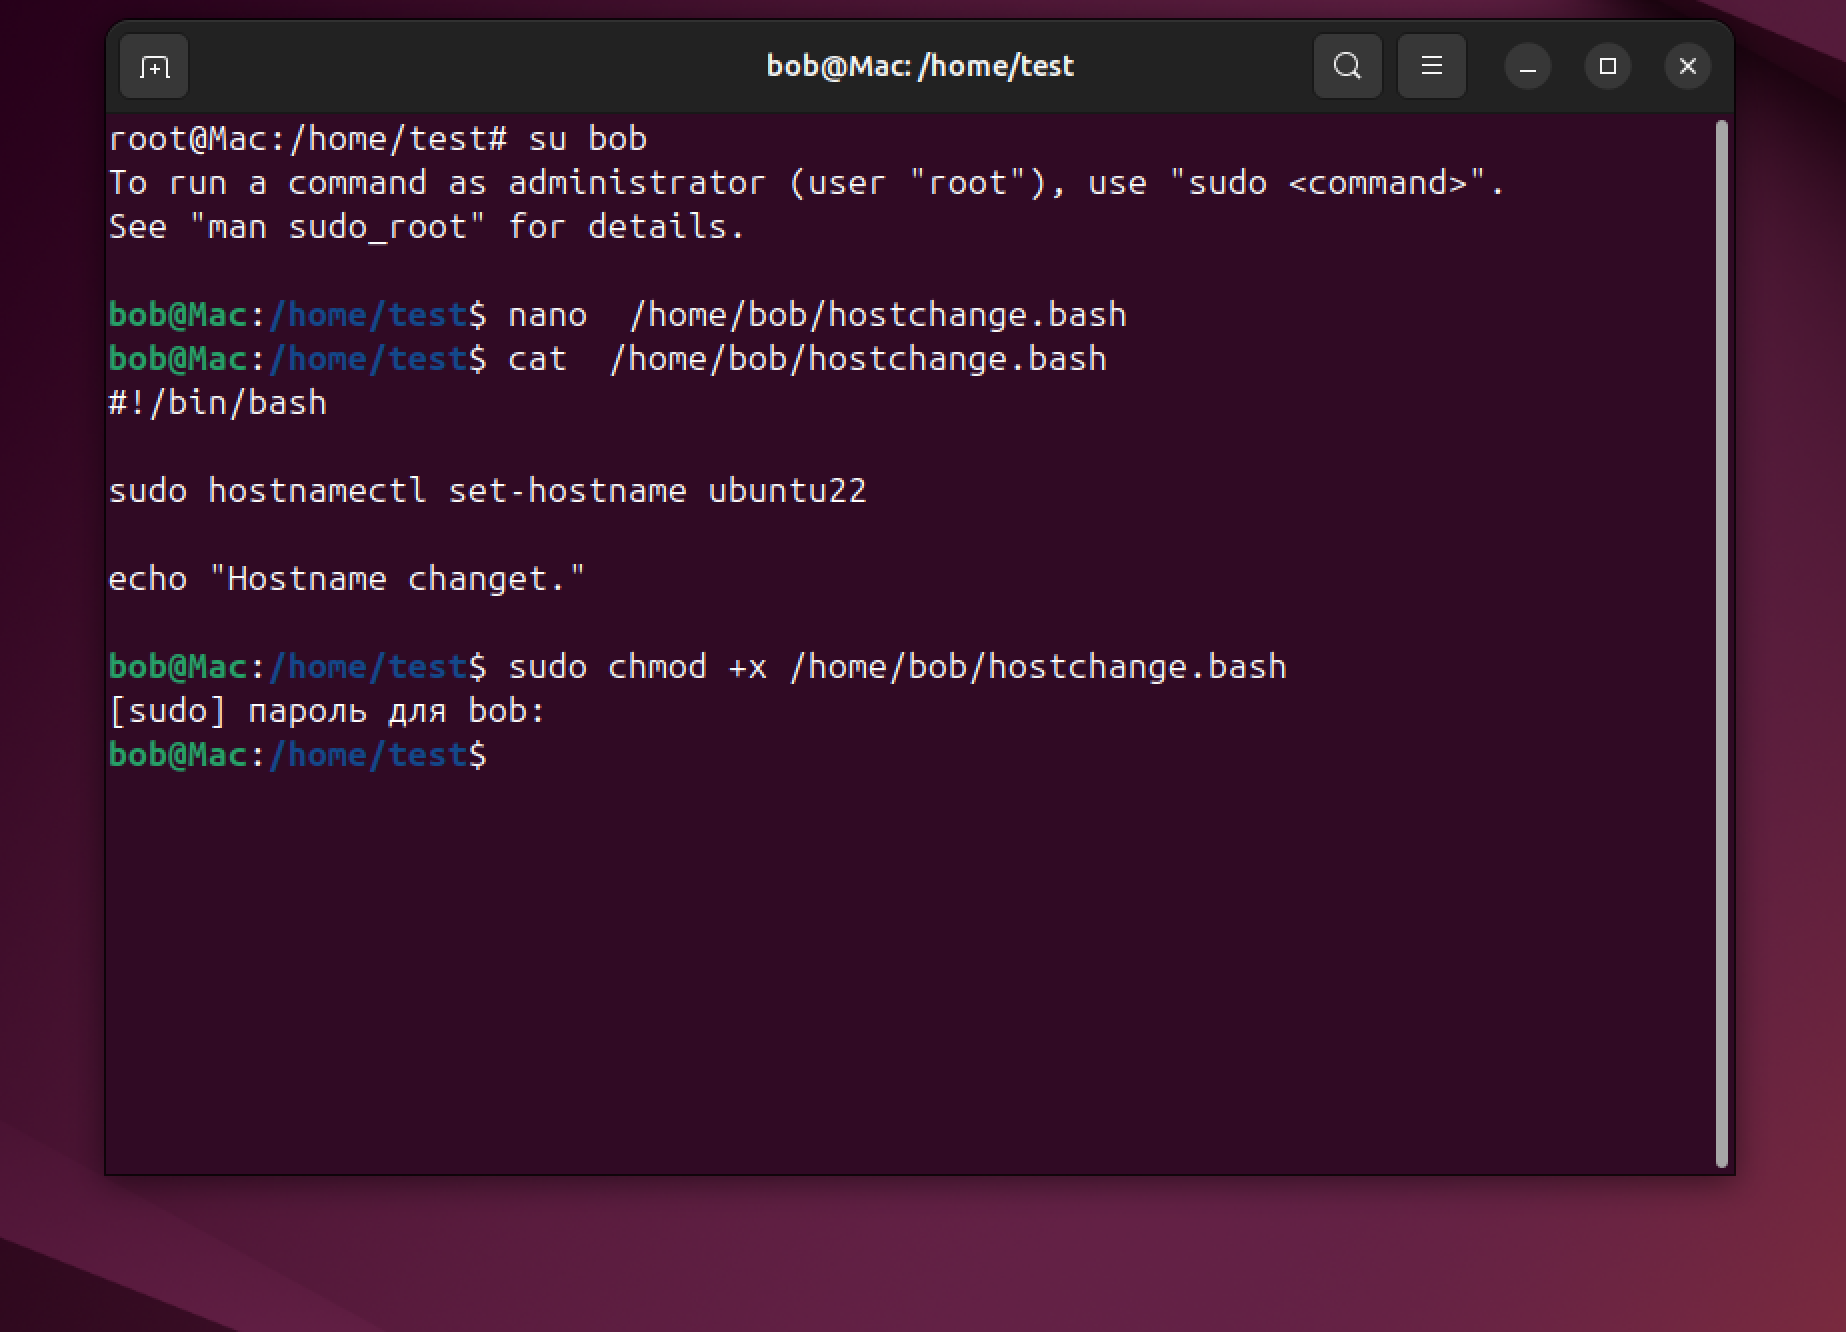 bob@Mac: /home/test
root@Mac:/home/test# su bob
To run a command as administrator (user "root"), use "sudo <command>".
See "man sudo_root" for details.
bob@Mac:/home/test$ nano  /home/bob/hostchange.bash
bob@Mac:/home/test$ cat  /home/bob/hostchange.bash
#!/bin/bash
sudo hostnamectl set-hostname ubuntu22
echo "Hostname changet."
bob@Mac:/home/test$ sudo chmod +x /home/bob/hostchange.bash
[sudo] пароль для bob:
bob@Mac:/home/test$